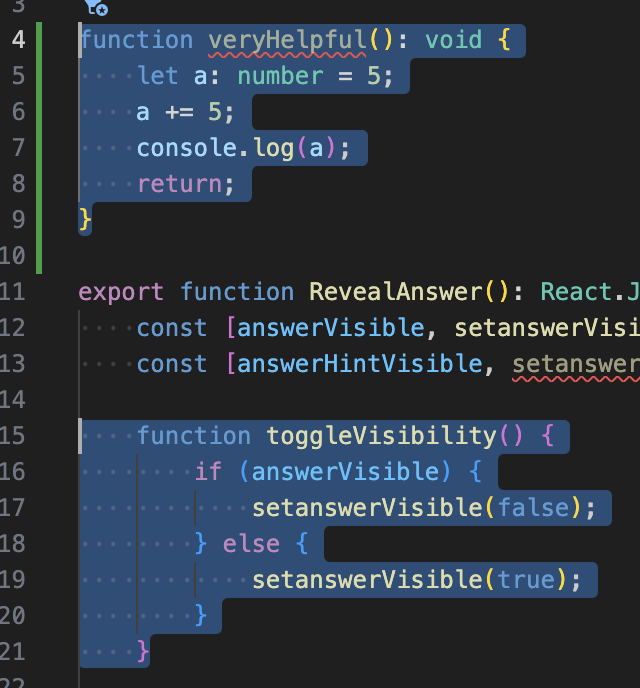 3
4 function veryHelpful(): void {
5 let a: number = 5;
6 a += 5;
7 console.log(a);
8 return;
9 }
10
11 export function RevealAnswer(): React.J
12 const [answerVisible, setanswerVisi
13 const [answerHintVisible, setanswer
14
15 function toggleVisibility() {
16 if (answerVisible) {
17 setanswerVisible(false);
18 } else {
19 setanswerVisible(true);
20 }
21 }
22